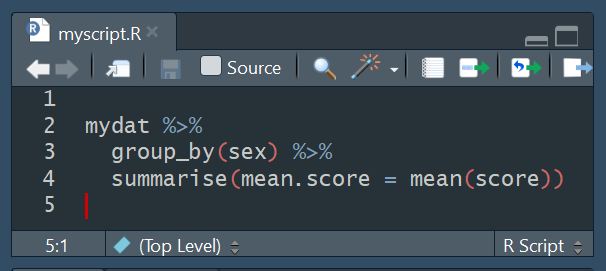 myscript.R
Source
1
2 mydat %>%
3 group_by(sex) %>%
4 summarise(mean.score = mean(score))
5
5:1 (Top Level) R Script